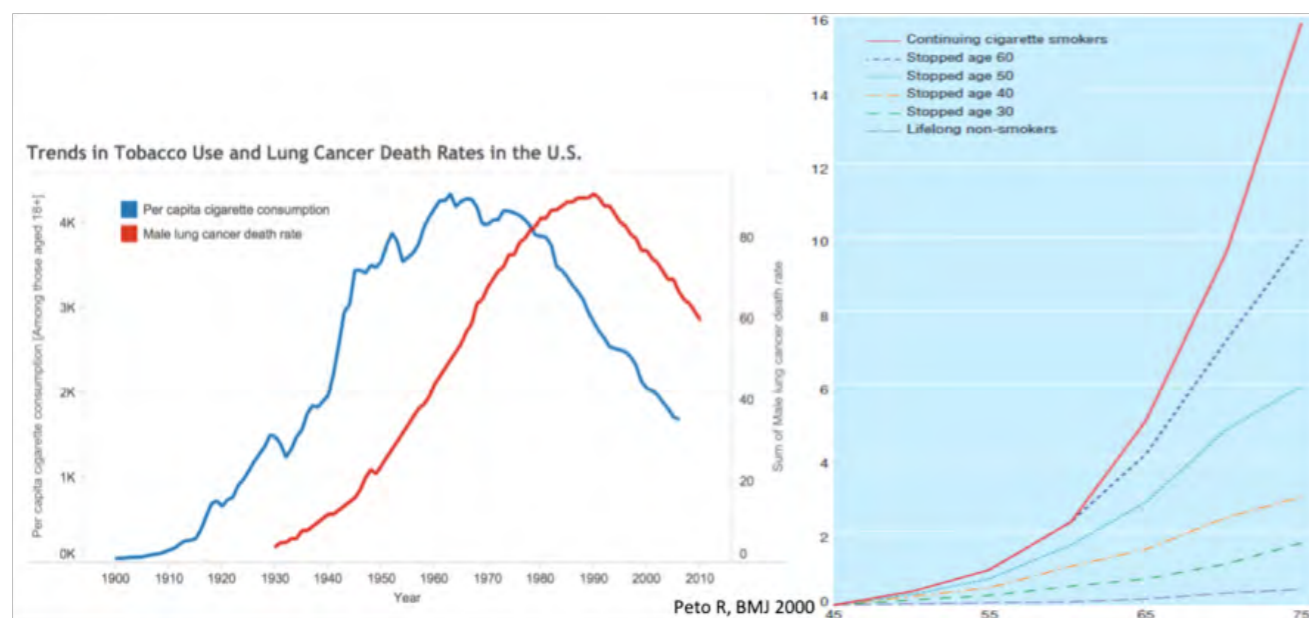 Trends in Tobacco Use and Lung Cancer Death Rates in the U.S.
Per capita cigarette consumption
Male lung cancer death rate
Per capita cigarette consumption [Among those aged 18+]
4K
3K
2K
1K
0K
80
60
40
20
0
Sum of Male lung cancer death rate
1900 1910 1920 1930 1940 1950 1960 1970 1980 1990 2000 2010
Year
Peto R, BMJ 2000
Continuing cigarette smokers
Stopped age 60
Stopped age 50
Stopped age 40
Stopped age 30
Lifelong non-smokers
16
14
12
10
8
6
4
2
0
45 55 65 75